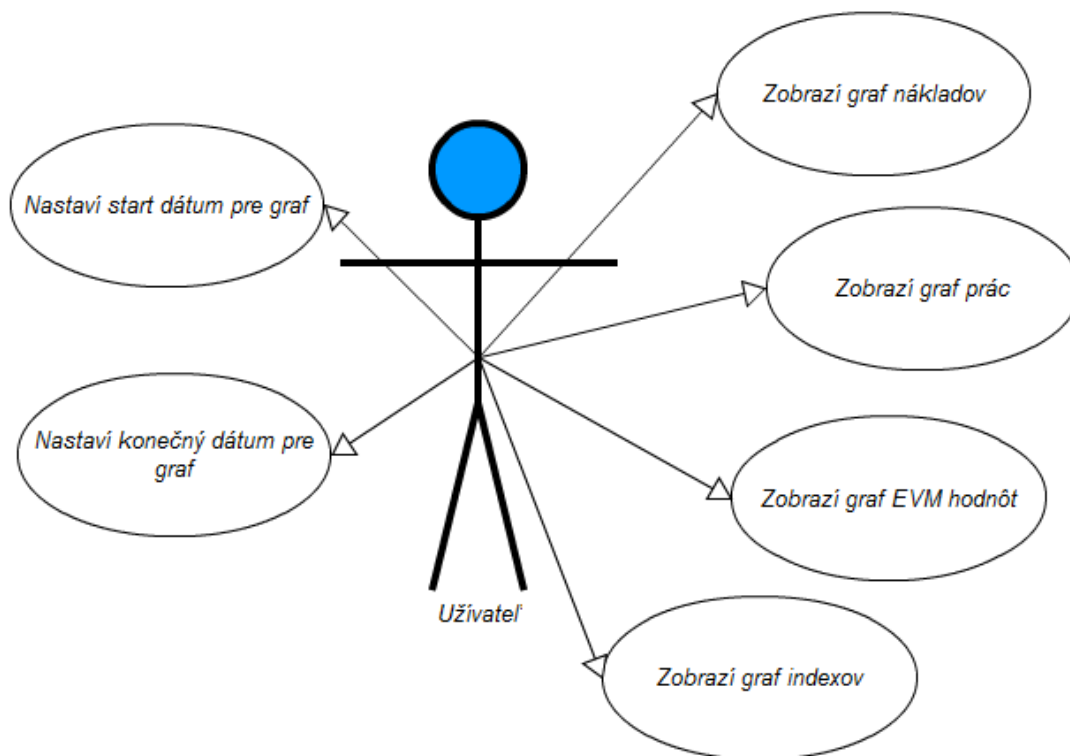 Zobrazí graf nákladov
Nastaví start dátum pre graf
Zobrazí graf prác
Nastaví konečný dátum pre
graf
Zobrazí graf EVM hodnôt
Užívateľ
Zobrazí graf indexov